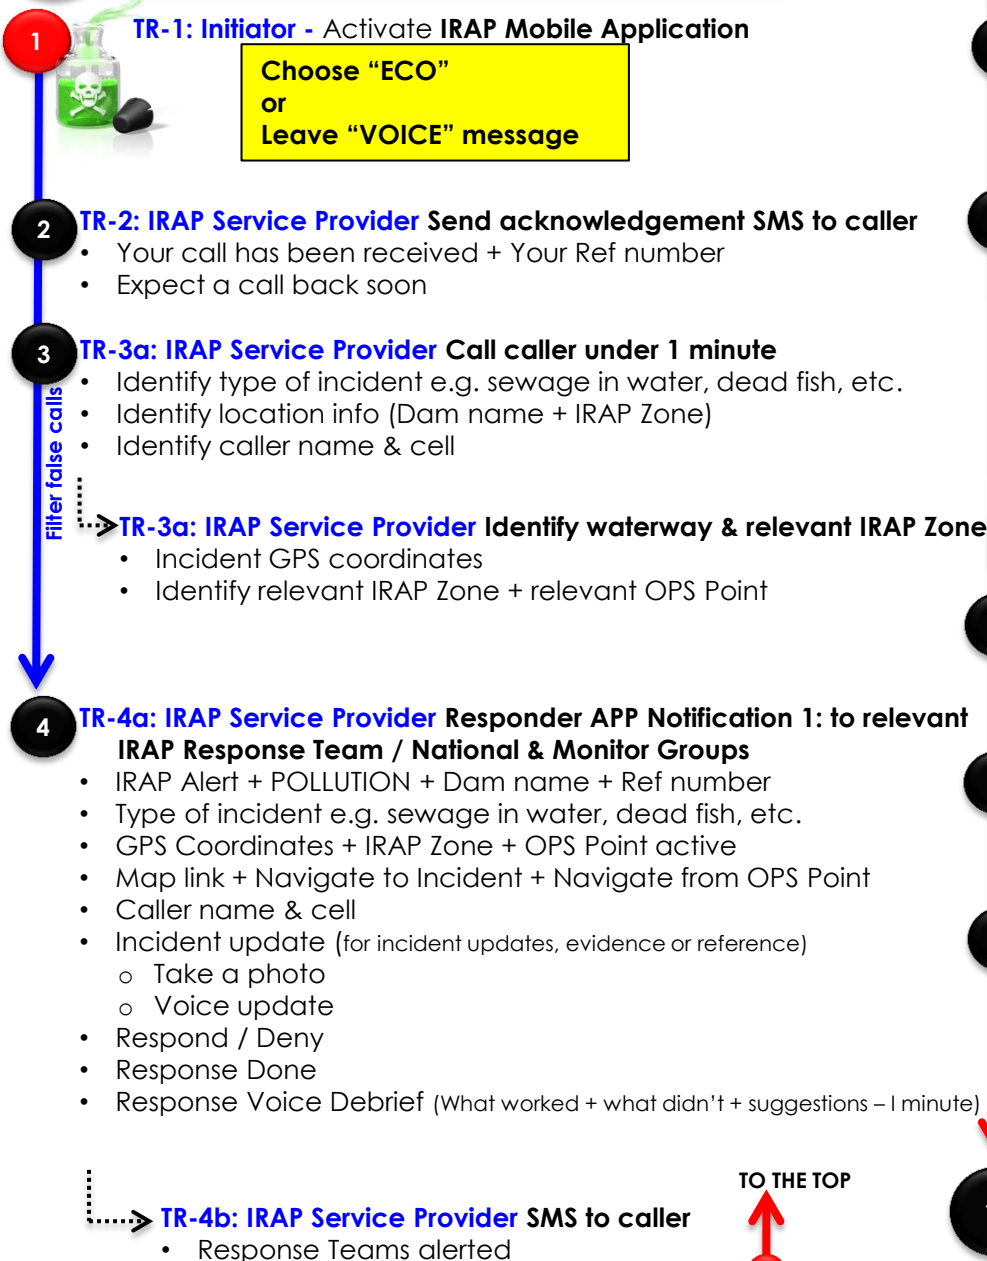 1
TR-1: Initiator - Activate IRAP Mobile Application
Choose “ECO”
or
Leave “VOICE” message
2
TR-2: IRAP Service Provider Send acknowledgement SMS to caller
• Your call has been received + Your Ref number
• Expect a call back soon
3
TR-3a: IRAP Service Provider Call caller under 1 minute
• Identify type of incident e.g. sewage in water, dead fish, etc.
• Identify location info (Dam name + IRAP Zone)
• Identify caller name & cell
Filter false calls
TR-3a: IRAP Service Provider Identify waterway & relevant IRAP Zone
• Incident GPS coordinates
• Identify relevant IRAP Zone + relevant OPS Point
4
TR-4a: IRAP Service Provider Responder APP Notification 1: to relevant
IRAP Response Team / National & Monitor Groups
• IRAP Alert + POLLUTION + Dam name + Ref number
• Type of incident e.g. sewage in water, dead fish, etc.
• GPS Coordinates + IRAP Zone + OPS Point active
• Map link + Navigate to Incident + Navigate from OPS Point
• Caller name & cell
• Incident update (for incident updates, evidence or reference)
o Take a photo
o Voice update
• Respond / Deny
• Response Done
• Response Voice Debrief (What worked + what didn’t + suggestions – I minute)
TO THE TOP
TR-4b: IRAP Service Provider SMS to caller
• Response Teams alerted